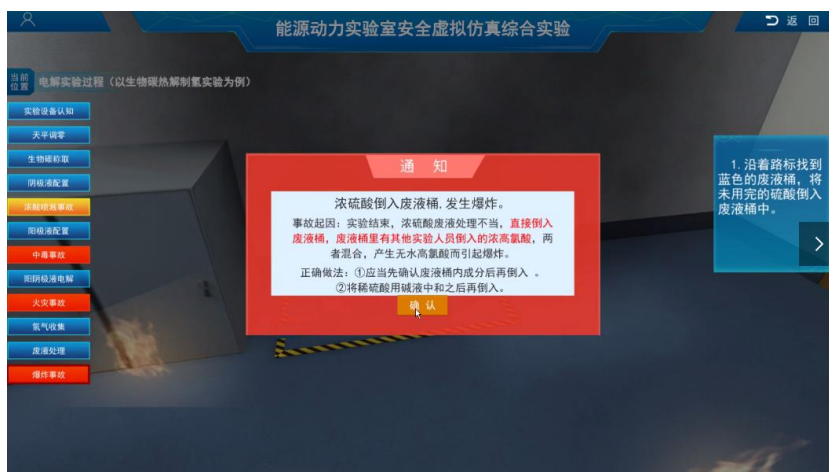 能源动力实验室安全虚拟仿真综合实验
返 回
当前
位置
电解实验过程（以生物碳热解制氢实验为例）
实验设备认知
天平调零
生物碳称取
阴极液配置
浓酸喷溅事故
阳极液配置
中毒事故
阳阴极液电解
火灾事故
氢气收集
废液处理
爆炸事故
通 知
浓硫酸倒入废液桶，发生爆炸。
事故起因：实验结束，浓硫酸废液处理不当，直接倒入
废液桶，废液桶里有其他实验人员倒入的浓高氯酸，两
者混合，产生无水高氯酸而引起爆炸。
正确做法：①应当先确认废液桶内成分后再倒入 。
②将稀硫酸用碱液中和之后再倒入。
确 认
1. 沿着路标找到
蓝色的废液桶，将
未用完的硫酸倒入
废液桶中。